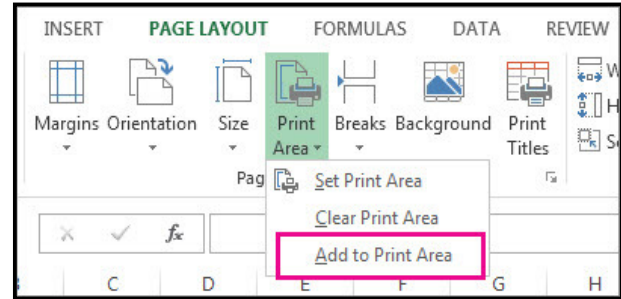 INSERT PAGE LAYOUT FORMULAS DATA REVIEW
Margins Orientation Size Print Area Breaks Background Print Titles
W
H
Sc
Pag
Set Print Area
Clear Print Area
Add to Print Area
fx
C D E F G H